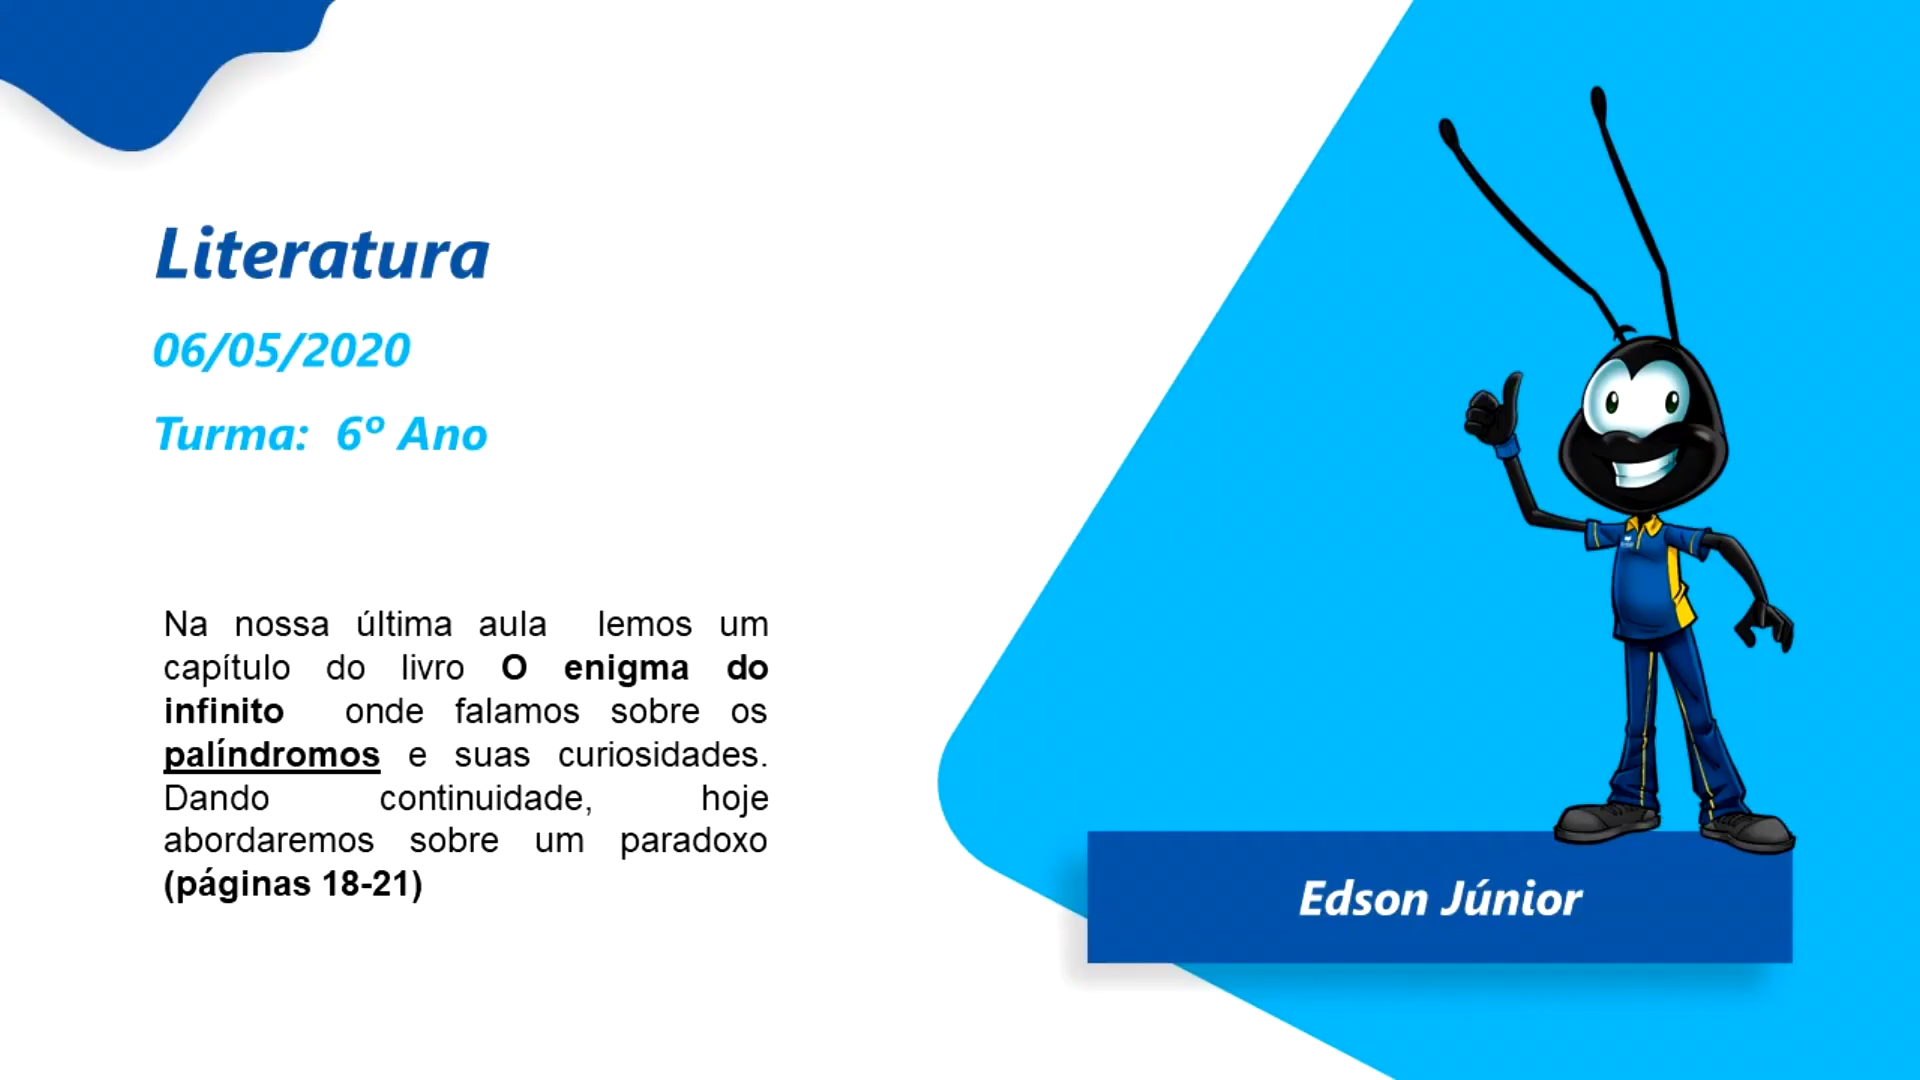 Literatura
06/05/2020
Turma: 6º Ano
Na nossa última aula lemos um
capítulo do livro O enigma do
infinito onde falamos sobre os
palíndromos e suas curiosidades.
Dando continuidade, hoje
abordaremos sobre um paradoxo
(páginas 18-21)
Edson Júnior